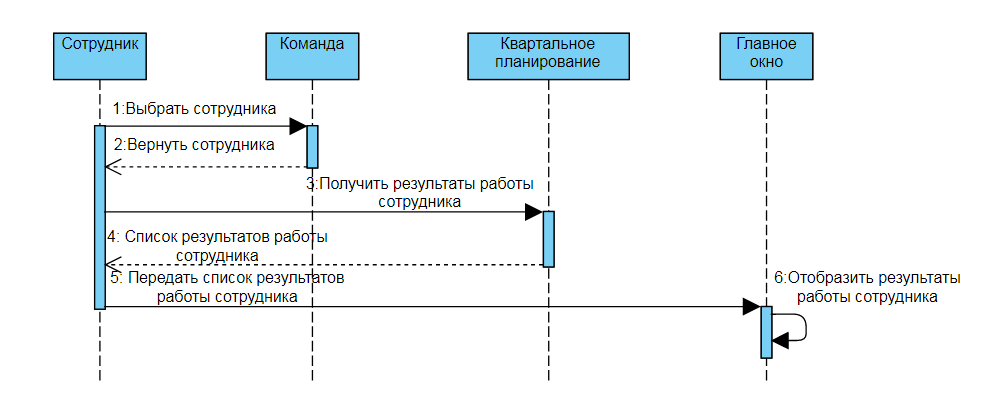 Сотрудник
Команда
Квартальное
планирование
Главное
окно
1:Выбрать сотрудника
2:Вернуть сотрудника
3:Получить результаты работы
сотрудника
4: Список результатов работы
сотрудника
5: Передать список результатов
работы сотрудника
6:Отобразить результаты
работы сотрудника